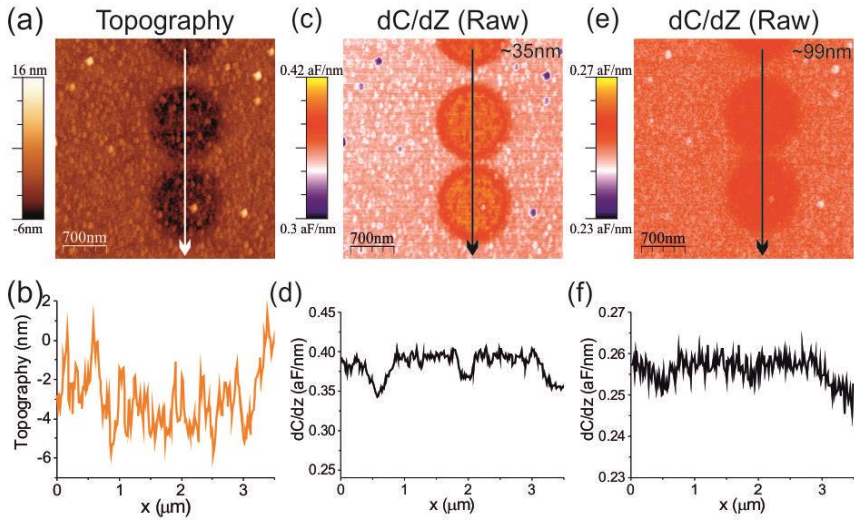 (a) Topography
(c) dC/dZ (Raw)
(e) dC/dZ (Raw)
16 nm
-6nm
700nm
0.42 aF/nm
0.3 aF/nm
~35nm
700nm
0.27 aF/nm
0.23 aF/nm
~99nm
700nm
(b)
Topography (nm)
2
0
-2
-4
-6
0 1 2 3
x (μm)
(d)
dC/dz (aF/nm)
0.45
0.40
0.35
0.30
0.25
0 1 2 3
x (μm)
(f)
dC/dz (aF/nm)
0.27
0.26
0.25
0.24
0.23
0 1 2 3
x (μm)